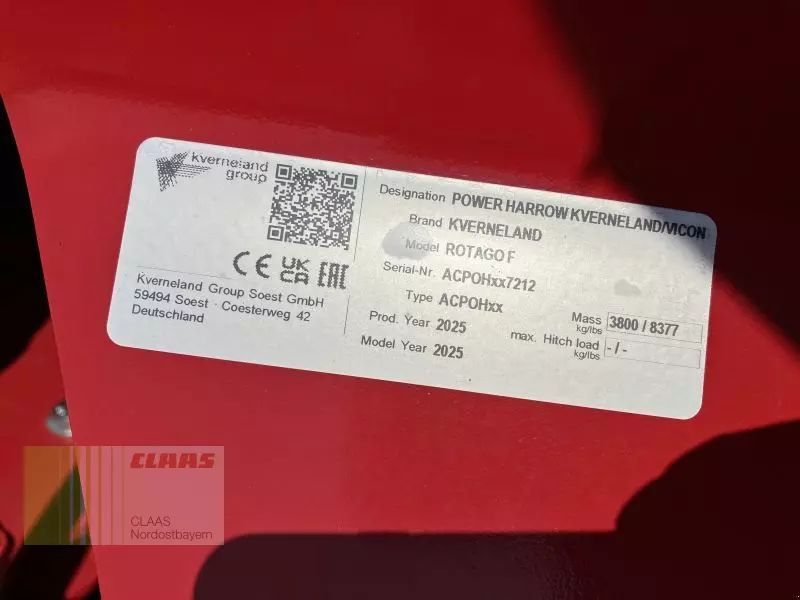 kverneland
group
CE UK CA EAC
Kverneland Group Soest GmbH
59494 Soest · Coesterweg 42
Deutschland
Designation POWER HARROW KVERNELAND/VICON
Brand KVERNELAND
Model ROTAGO F
Serial-Nr. ACPOHxx7212
Type ACPOHxx
Prod. Year 2025
Model Year 2025
Mass kg/lbs 3800 / 8377
max. Hitch load kg/lbs - / -
CLAAS
CLAAS
Nordostbayern